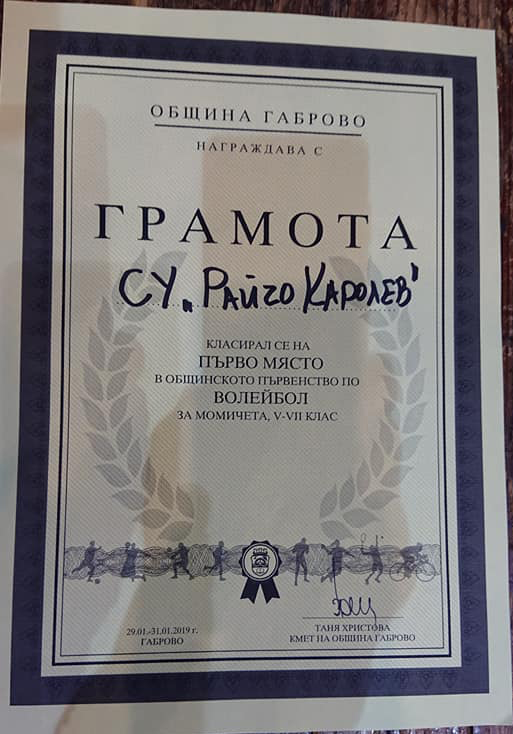 ОБЩИНА ГАБРОВО
НАГРАЖДАВА С
ГРАМОТА
СУ „Райчо Каролев"
КЛАСИРАЛ СЕ НА
ПЪРВО МЯСТО
В ОБЩИНСКОТО ПЪРВЕНСТВО ПО
ВОЛЕЙБОЛ
ЗА МОМИЧЕТА, V-VII КЛАС
29.01.-31.01.2019 г.
ГАБРОВО
ТАНЯ ХРИСТОВА
КМЕТ НА ОБЩИНА ГАБРОВО